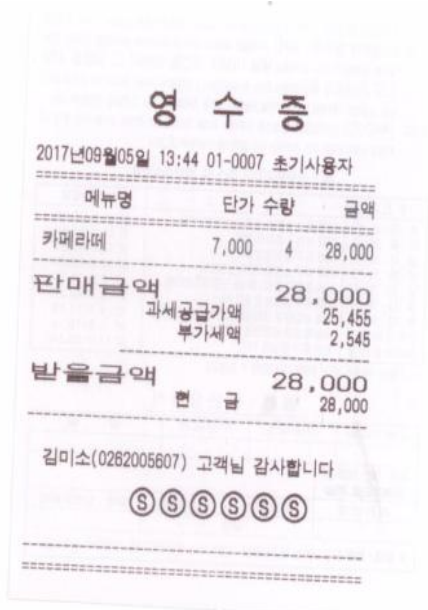 영 수 증
2017년09월05일 13:44 01-0007 초기사용자
메뉴명 단가 수량 금액
카페라떼 7,000 4 28,000
판매금액 28,000
과세공급가액 25,455
부가세액 2,545
받을금액 28,000
현 금 28,000
김미소(0262005607) 고객님 감사합니다
ⓈⓈⓈⓈⓈⓈ